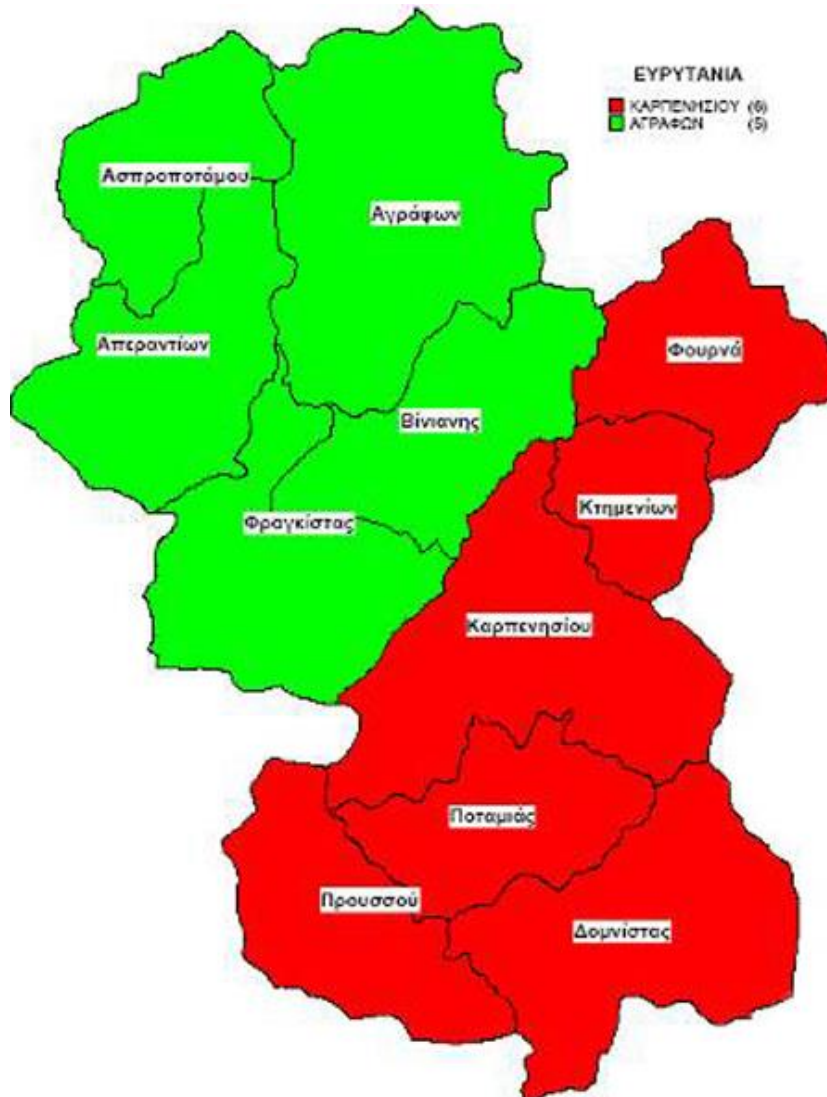 ΕΥΡΥΤΑΝΙΑ
ΚΑΡΠΕΝΗΣΙΟΥ (6)
ΑΓΡΑΦΩΝ (5)
Ασπροποτάμου
Αγράφων
Απεραντίων
Φουρνά
Βίνιανης
Κτημενίων
Φραγκίστας
Καρπενησίου
Ποταμιάς
Προυσσού
Δομνίστας